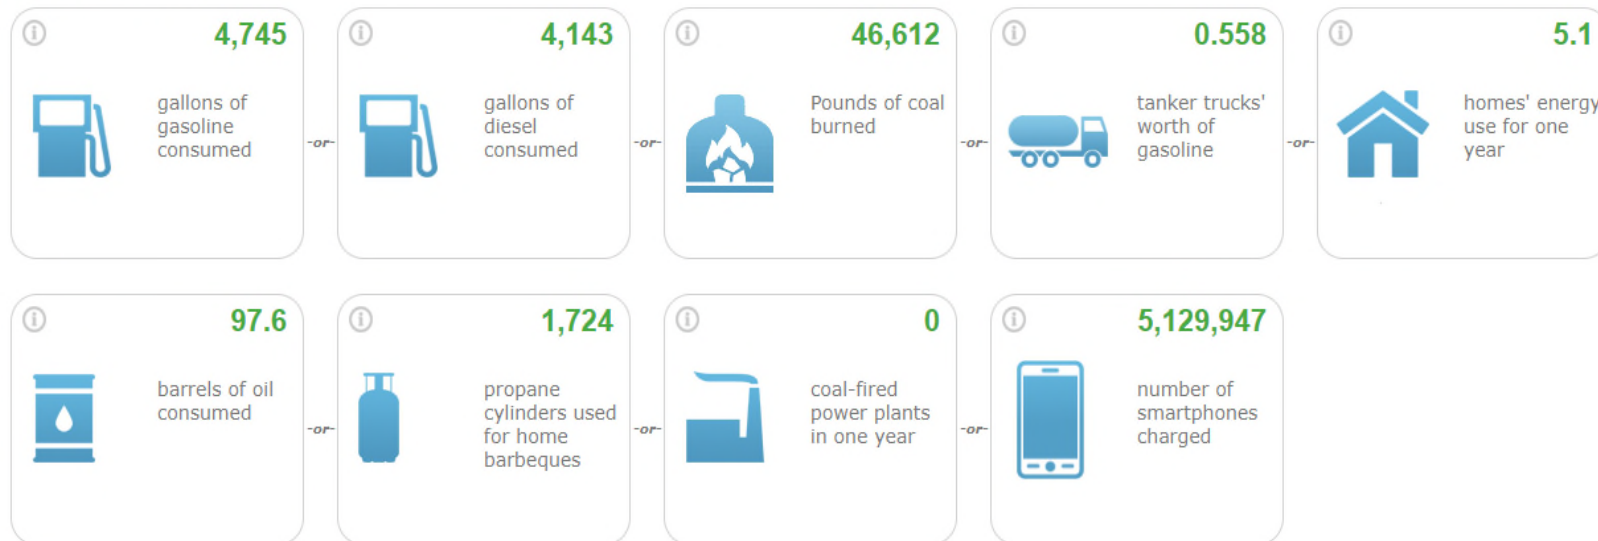 4,745
gallons of
gasoline
consumed
-or-
4,143
gallons of
diesel
consumed
-or-
46,612
Pounds of coal
burned
-or-
0.558
tanker trucks'
worth of
gasoline
-or-
5.1
homes' energy
use for one
year
97.6
barrels of oil
consumed
-or-
1,724
propane
cylinders used
for home
barbeques
-or-
0
coal-fired
power plants
in one year
-or-
5,129,947
number of
smartphones
charged